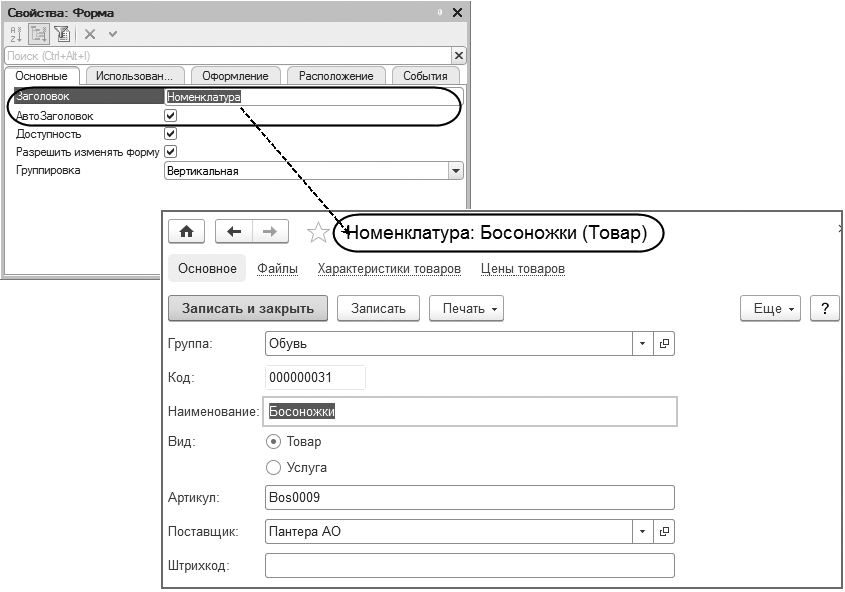 Свойства: Форма
Поиск (Ctrl+Alt+I)
Основные Использован... Оформление Расположение События
Заголовок Номенклатура
АвтоЗаголовок
Доступность
Разрешить изменять форму
Группировка Вертикальная
Номенклатура: Босоножки (Товар)
Основное Файлы Характеристики товаров Цены товаров
Записать и закрыть Записать Печать Еще ?
Группа: Обувь
Код: 000000031
Наименование: Босоножки
Вид: Товар
Услуга
Артикул: Bos0009
Поставщик: Пантера АО
Штрихкод: